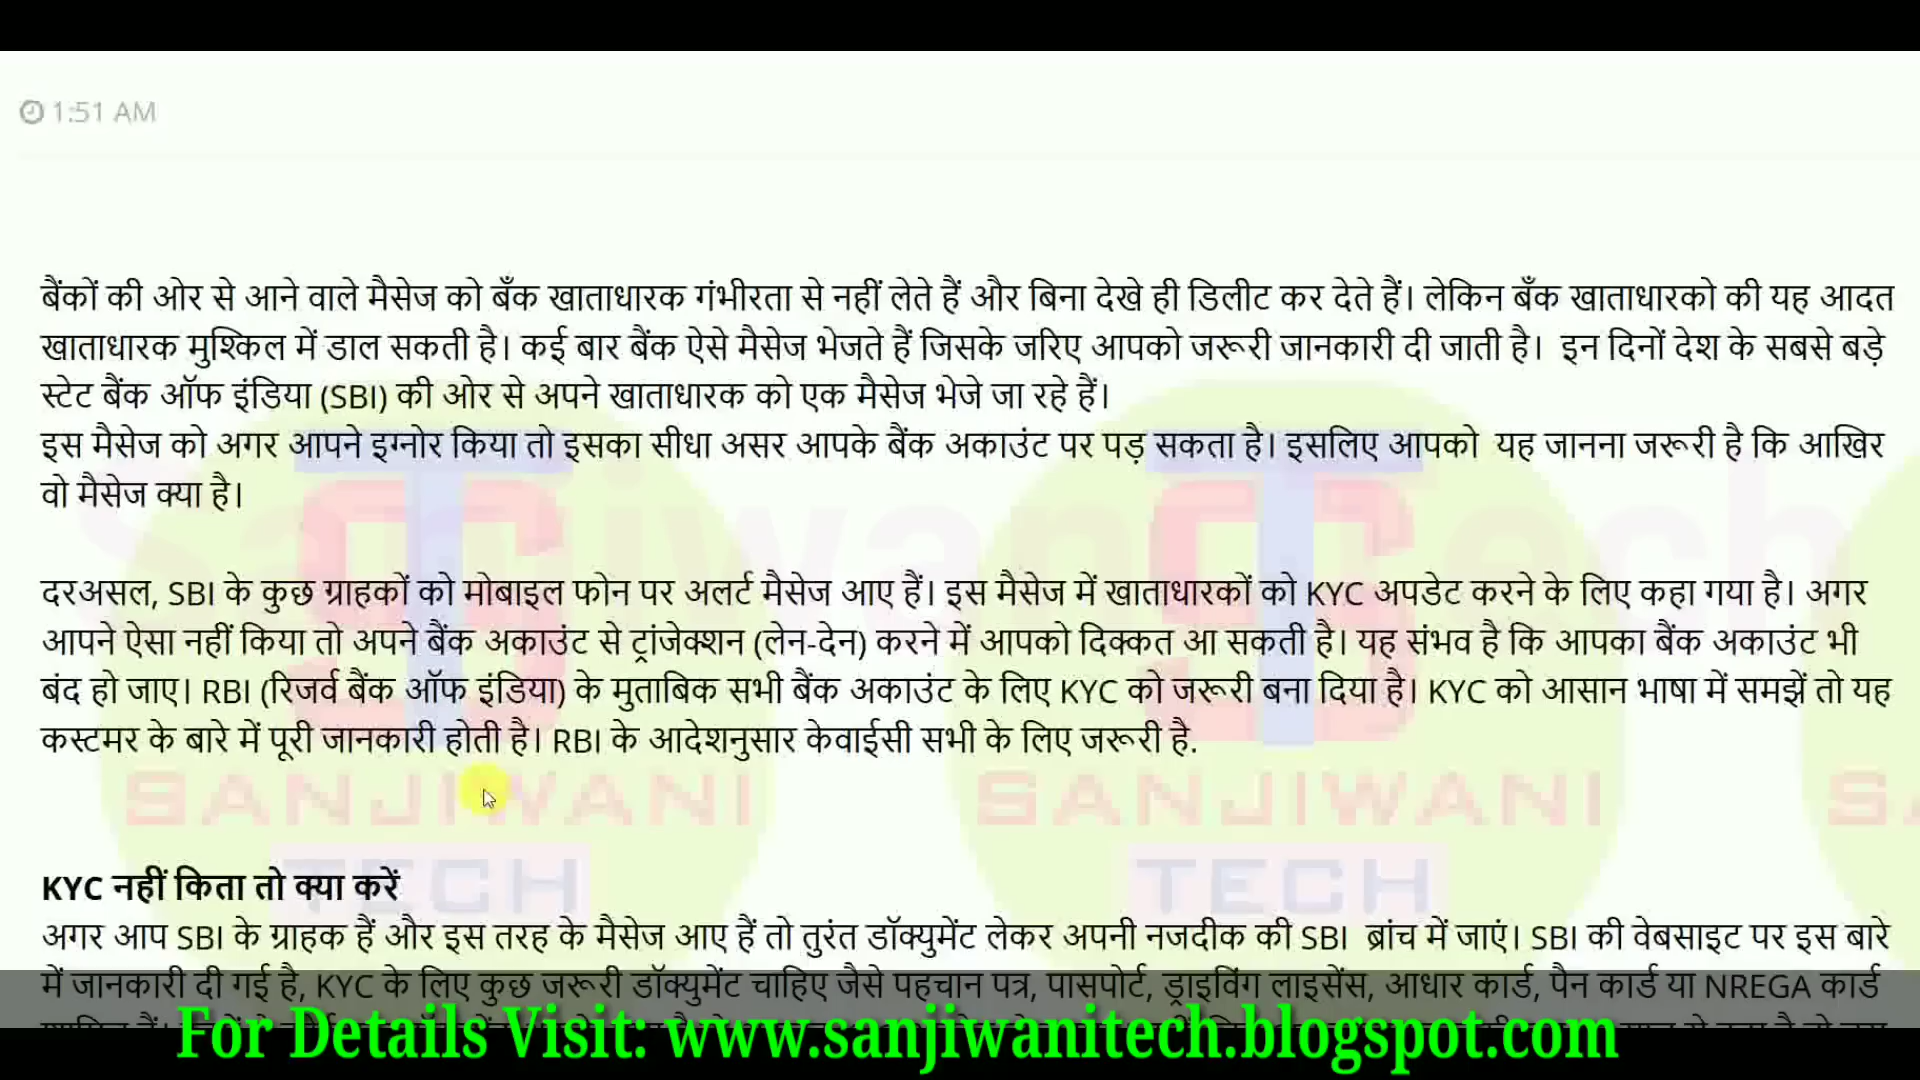 1:51 AM
बैंकों की ओर से आने वाले मैसेज को बँक खाताधारक गंभीरता से नहीं लेते हैं और बिना देखे ही डिलीट कर देते हैं। लेकिन बँक खाताधारको की यह आदत
खाताधारक मुश्किल में डाल सकती है। कई बार बैंक ऐसे मैसेज भेजते हैं जिसके जरिए आपको जरूरी जानकारी दी जाती है। इन दिनों देश के सबसे बड़े
स्टेट बैंक ऑफ इंडिया (SBI) की ओर से अपने खाताधारक को एक मैसेज भेजे जा रहे हैं।
इस मैसेज को अगर आपने इग्नोर किया तो इसका सीधा असर आपके बैंक अकाउंट पर पड़ सकता है। इसलिए आपको यह जानना जरूरी है कि आखिर
वो मैसेज क्या है।
दरअसल, SBI के कुछ ग्राहकों को मोबाइल फोन पर अलर्ट मैसेज आए हैं। इस मैसेज में खाताधारकों को KYC अपडेट करने के लिए कहा गया है। अगर
आपने ऐसा नहीं किया तो अपने बैंक अकाउंट से ट्रांजेक्शन (लेन-देन) करने में आपको दिक्कत आ सकती है। यह संभव है कि आपका बैंक अकाउंट भी
बंद हो जाए। RBI (रिजर्व बैंक ऑफ इंडिया) के मुताबिक सभी बैंक अकाउंट के लिए KYC को जरूरी बना दिया है। KYC को आसान भाषा में समझें तो यह
कस्टमर के बारे में पूरी जानकारी होती है। RBI के आदेशनुसार केवाईसी सभी के लिए जरूरी है.
SANJIWANI SANJIWANI
TECH TECH
KYC नहीं किता तो क्या करें
अगर आप SBI के ग्राहक हैं और इस तरह के मैसेज आए हैं तो तुरंत डॉक्युमेंट लेकर अपनी नजदीक की SBI ब्रांच में जाएं। SBI की वेबसाइट पर इस बारे
में जानकारी दी गई है, KYC के लिए कुछ जरूरी डॉक्युमेंट चाहिए जैसे पहचान पत्र, पासपोर्ट, ड्राइविंग लाइसेंस, आधार कार्ड, पैन कार्ड या NREGA कार्ड
For Details Visit: www.sanjiwanitech.blogspot.com